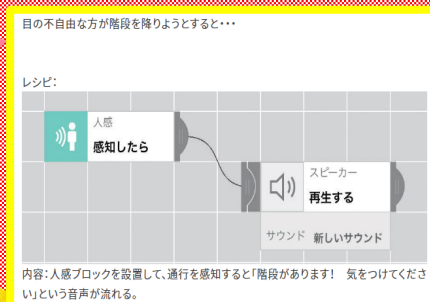 目の不自由な方が階段を降りようとすると・・・
レシピ:
人感
感知したら
スピーカー
再生する
サウンド 新しいサウンド
内容:人感ブロックを設置して、通行を感知すると「階段があります！　気をつけてくださ
い」という音声が流れる。